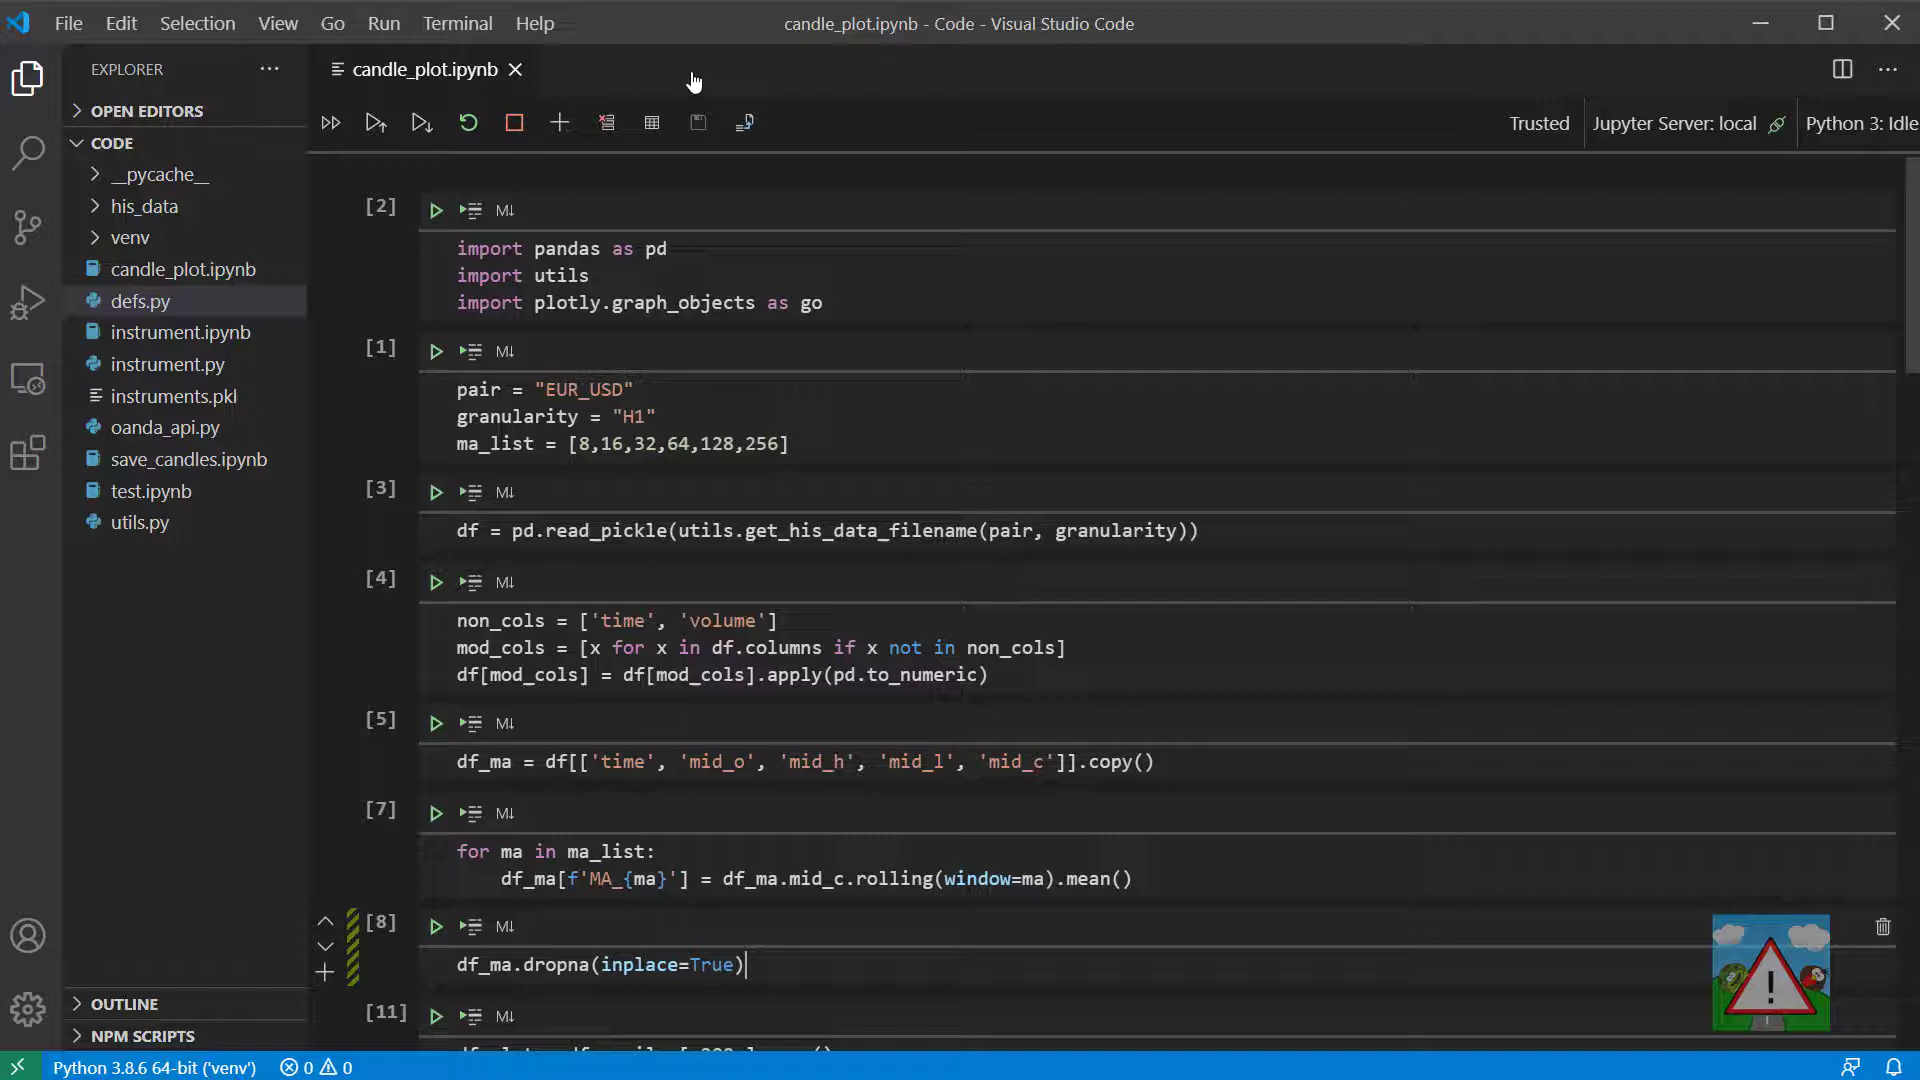 File Edit Selection View Go Run Terminal Help
candle_plot.ipynb - Code - Visual Studio Code
EXPLORER
OPEN EDITORS
CODE
__pycache__
his_data
venv
candle_plot.ipynb
defs.py
instrument.ipynb
instrument.py
instruments.pkl
oanda_api.py
save_candles.ipynb
test.ipynb
utils.py
OUTLINE
NPM SCRIPTS
candle_plot.ipynb
Trusted
Jupyter Server: local
Python 3: Idle
[2]
M↓
import pandas as pd
import utils
import plotly.graph_objects as go
[1]
M↓
pair = "EUR_USD"
granularity = "H1"
ma_list = [8,16,32,64,128,256]
[3]
M↓
df = pd.read_pickle(utils.get_his_data_filename(pair, granularity))
[4]
M↓
non_cols = ['time', 'volume']
mod_cols = [x for x in df.columns if x not in non_cols]
df[mod_cols] = df[mod_cols].apply(pd.to_numeric)
[5]
M↓
df_ma = df[['time', 'mid_o', 'mid_h', 'mid_l', 'mid_c']].copy()
[7]
M↓
for ma in ma_list:
df_ma[f'MA_{ma}'] = df_ma.mid_c.rolling(window=ma).mean()
[8]
M↓
df_ma.dropna(inplace=True)
[11]
M↓
Python 3.8.6 64-bit ('venv')
0
0